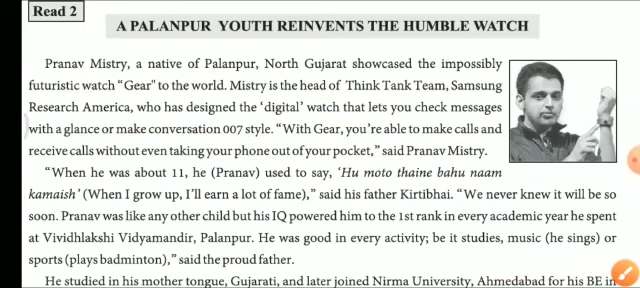 Read 2
A PALANPUR YOUTH REINVENTS THE HUMBLE WATCH
Pranav Mistry, a native of Palanpur, North Gujarat showcased the impossibly
futuristic watch "Gear" to the world. Mistry is the head of Think Tank Team, Samsung
Research America, who has designed the 'digital' watch that lets you check messages
with a glance or make conversation 007 style. "With Gear, you're able to make calls and
receive calls without even taking your phone out of your pocket," said Pranav Mistry.
"When he was about 11, he (Pranav) used to say, 'Hu moto thaine bahu naam
kamaish' (When I grow up, I'll earn a lot of fame)," said his father Kirtibhai. "We never knew it will be so
soon. Pranav was like any other child but his IQ powered him to the 1st rank in every academic year he spent
at Vividhlakshi Vidyamandir, Palanpur. He was good in every activity; be it studies, music (he sings) or
sports (plays badminton)," said the proud father.
He studied in his mother tongue, Gujarati, and later joined Nirma University, Ahmedabad for his BE in